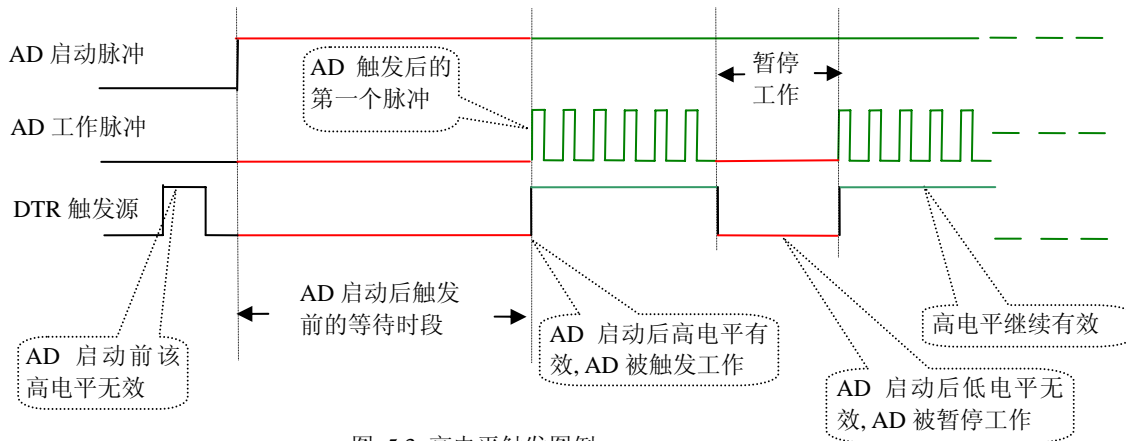 AD 启动脉冲
AD 触发后的
第一个脉冲
暂停
工作
AD 工作脉冲
DTR 触发源
AD 启动后触发
前的等待时段
AD 启动前该
高电平无效
AD 启动后高电平有
效, AD 被触发工作
高电平继续有效
AD 启动后低电平无
效, AD 被暂停工作